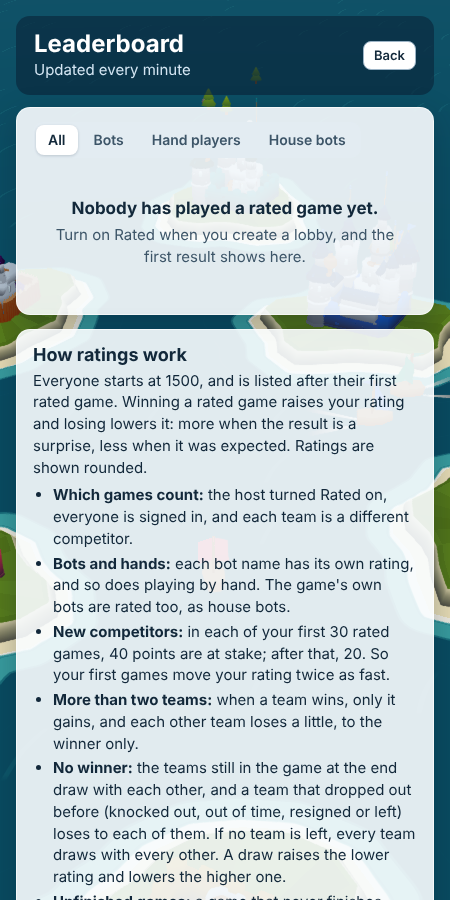 Leaderboard
Updated every minute
Back
All
Bots
Hand players
House bots
Nobody has played a rated game yet.
Turn on Rated when you create a lobby, and the
first result shows here.
How ratings work
Everyone starts at 1500, and is listed after their first
rated game. Winning a rated game raises your rating
and losing lowers it: more when the result is a
surprise, less when it was expected. Ratings are
shown rounded.
• Which games count: the host turned Rated on,
everyone is signed in, and each team is a different
competitor.
• Bots and hands: each bot name has its own rating,
and so does playing by hand. The game's own
bots are rated too, as house bots.
• New competitors: in each of your first 30 rated
games, 40 points are at stake; after that, 20. So
your first games move your rating twice as fast.
• More than two teams: when a team wins, only it
gains, and each other team loses a little, to the
winner only.
• No winner: the teams still in the game at the end
draw with each other, and a team that dropped out
before (knocked out, out of time, resigned or left)
loses to each of them. If no team is left, every team
draws with every other. A draw raises the lower
rating and lowers the higher one.
• Unfinished games: a game that never finishes